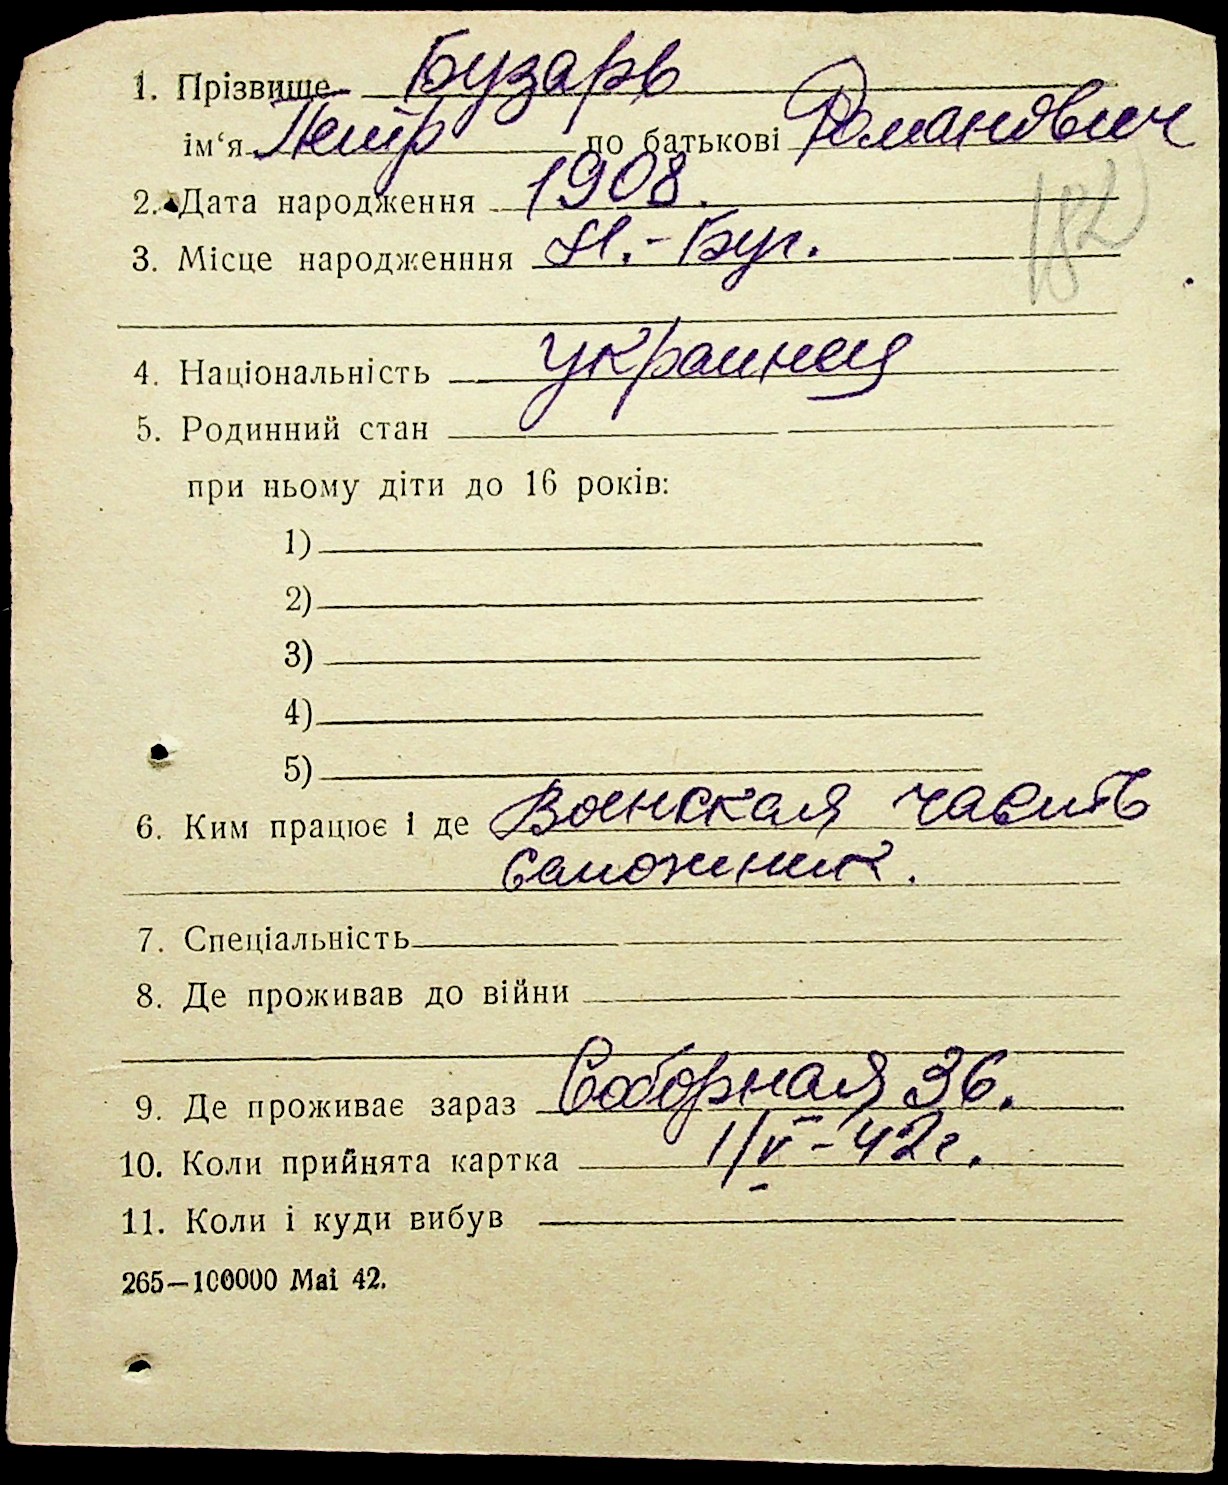 1. Прізвище Бузарь
ім‘я Петр по батькові Романович
2. Дата народження 1908.
3. Місце народженння Н.-Буг.
182
4. Національність украинец
5. Родинний стан
при ньому діти до 16 років:
1)
2)
3)
4)
5)
6. Ким працює і де Воинская часть
Сапожник.
7. Спеціальність
8. Де проживав до війни
9. Де проживає зараз Соборная 36.
10. Коли прийнята картка 1/V-42г.
11. Коли і куди вибув
265—100000 Mai 42.